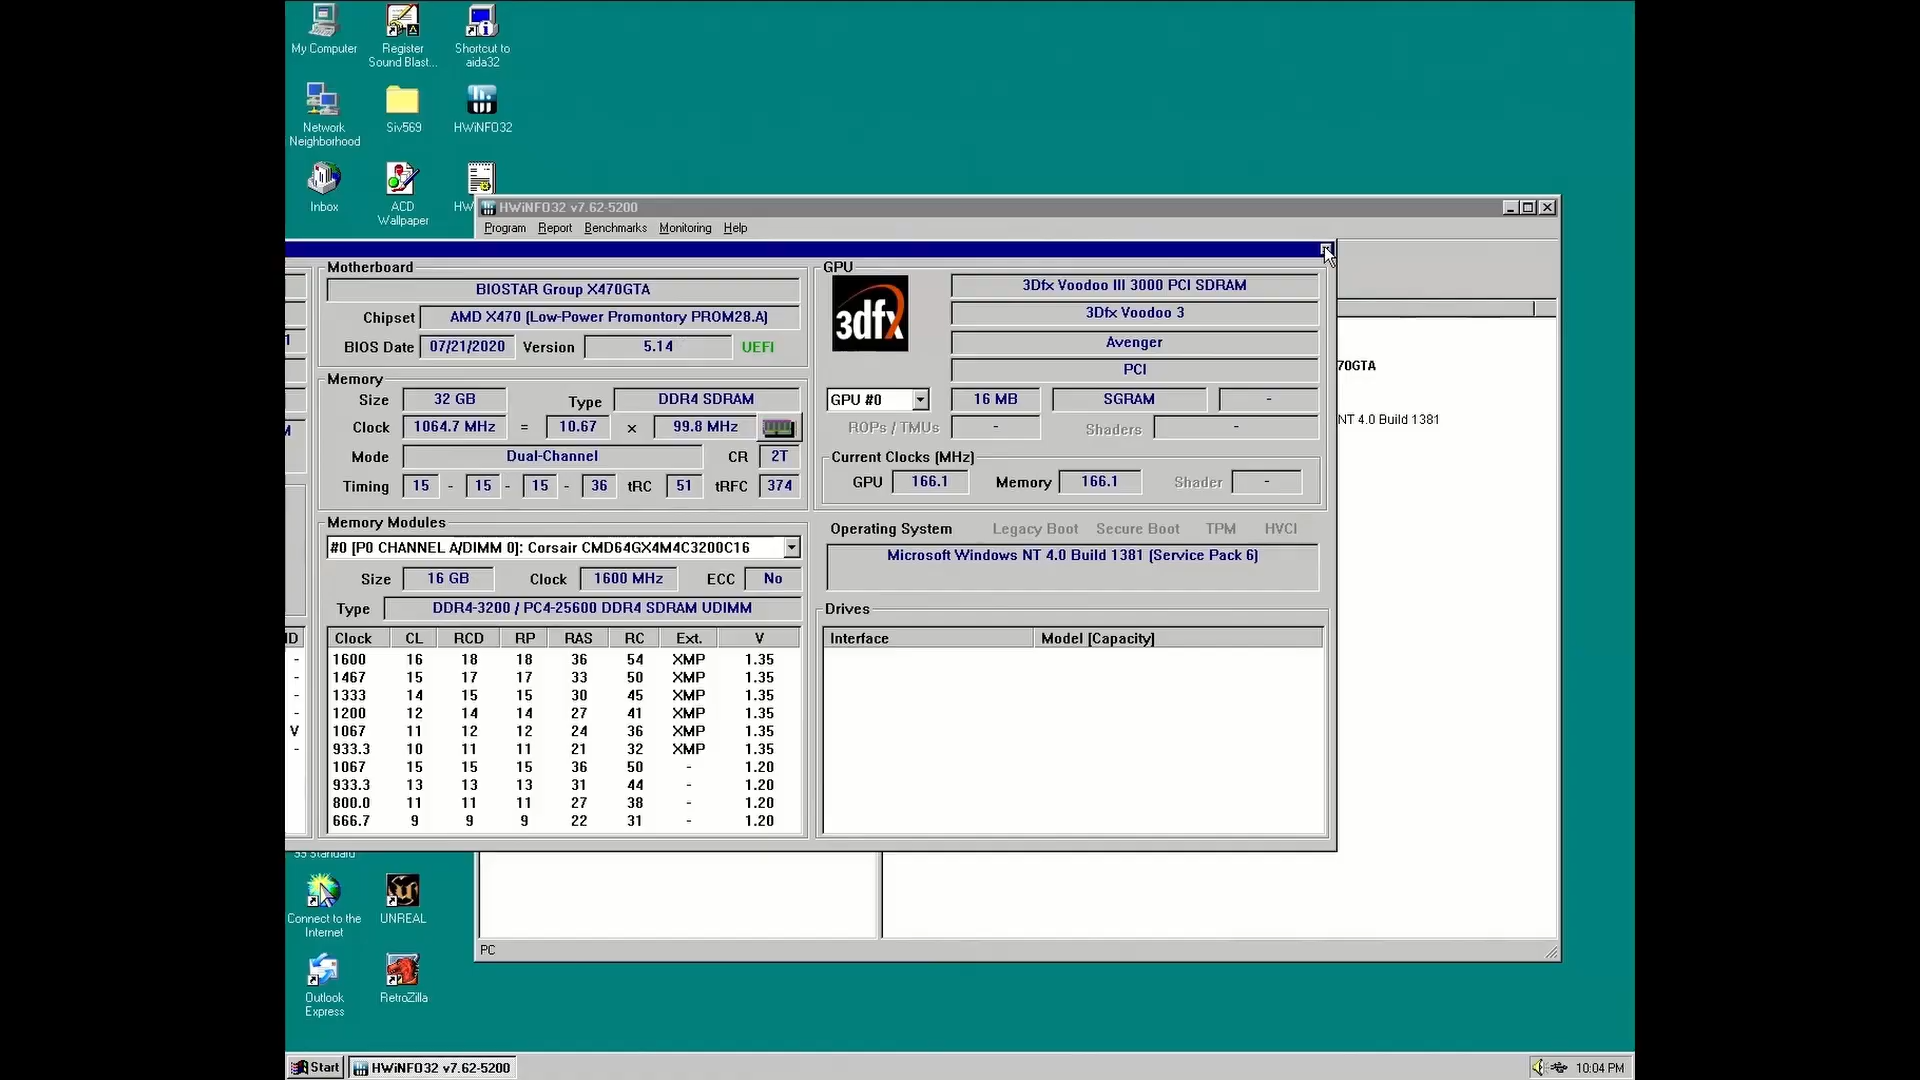 My Computer
Register
Sound Blast...
Shortcut to
aida32
Network
Neighborhood
Siv569
HWiNFO32
Inbox
ACD
Wallpaper
HW
HWiNFO32 v7.62-5200
Program Report Benchmarks Monitoring Help
Motherboard
BIOSTAR Group X470GTA
Chipset AMD X470 (Low-Power Promontory PROM28.A)
BIOS Date 07/21/2020 Version 5.14 UEFI
Memory
Size 32 GB Type DDR4 SDRAM
Clock 1064.7 MHz = 10.67 x 99.8 MHz
Mode Dual-Channel CR 2T
Timing 15 - 15 - 15 - 36 tRC 51 tRFC 374
Memory Modules
#0 [P0 CHANNEL A/DIMM 0]: Corsair CMD64GX4M4C3200C16
Size 16 GB Clock 1600 MHz ECC No
Type DDR4-3200 / PC4-25600 DDR4 SDRAM UDIMM
Clock CL RCD RP RAS RC Ext. V
1600 16 18 18 36 54 XMP 1.35
1467 15 17 17 33 50 XMP 1.35
1333 14 15 15 30 45 XMP 1.35
1200 12 14 14 27 41 XMP 1.35
1067 11 12 12 24 36 XMP 1.35
933.3 10 11 11 21 32 XMP 1.35
1067 15 15 15 36 50 - 1.20
933.3 13 13 13 31 44 - 1.20
800.0 11 11 11 27 38 - 1.20
666.7 9 9 9 22 31 - 1.20
GPU
3dfx
3Dfx Voodoo III 3000 PCI SDRAM
3Dfx Voodoo 3
Avenger
PCI
GPU #0 16 MB SGRAM -
ROPs / TMUs - Shaders -
Current Clocks (MHz)
GPU 166.1 Memory 166.1 Shader -
Operating System Legacy Boot Secure Boot TPM HVCI
Microsoft Windows NT 4.0 Build 1381 (Service Pack 6)
Drives
Interface Model [Capacity]
70GTA
NT 4.0 Build 1381
Connect to the
Internet
UNREAL
Outlook
Express
RetroZilla
PC
Start HWiNFO32 v7.62-5200 10:04 PM